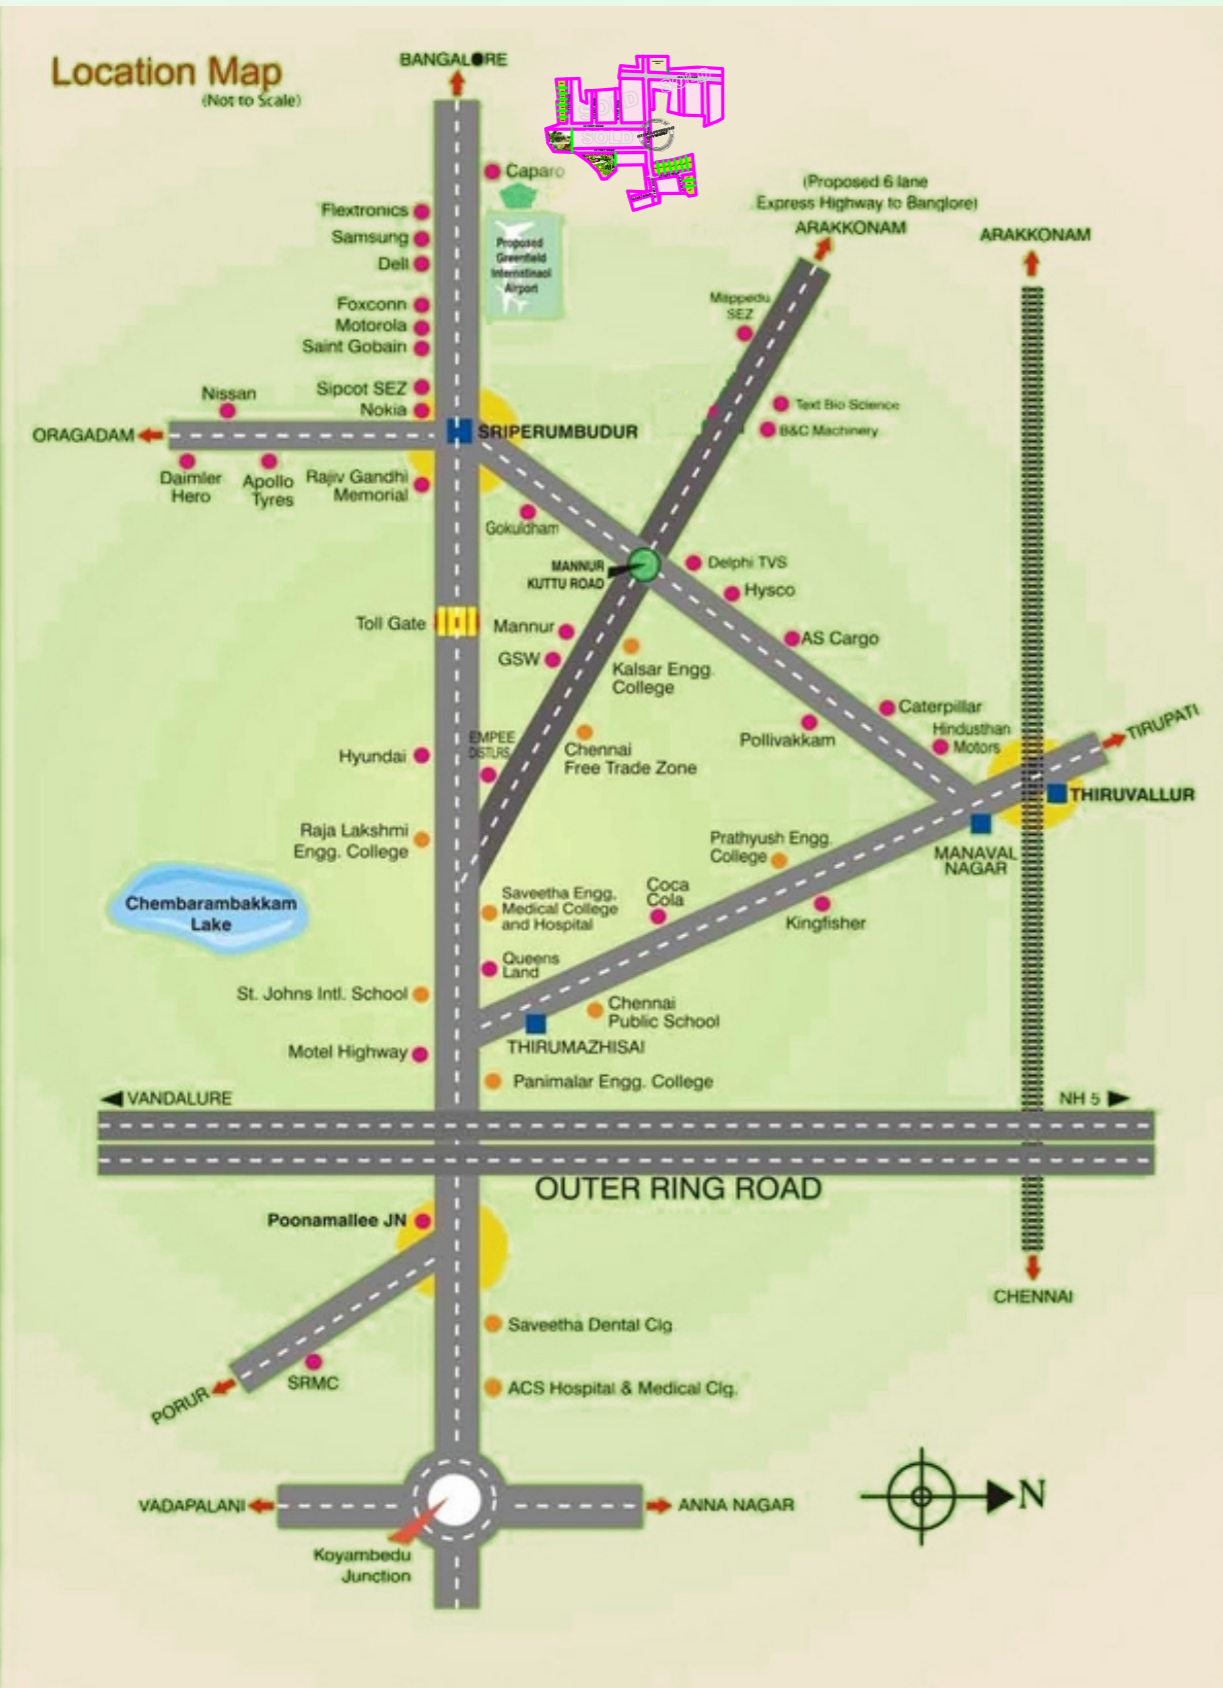 Location Map
(Not to Scale)
BANGALORE
SOLD
SOLD
Caparo
(Proposed 6 lane
Express Highway to Banglore)
ARAKKONAM
ARAKKONAM
Flextronics
Samsung
Dell
Proposed
Greenfield
Internatinaol
Airport
Foxconn
Motorola
Saint Gobain
Mappedu
SEZ
Nissan
Sipcot SEZ
Nokia
Text Bio Science
B&C Machinery
ORAGADAM
SRIPERUMBUDUR
Daimler
Hero
Apollo
Tyres
Rajiv Gandhi
Memorial
Gokuldham
MANNUR
KUTTU ROAD
Delphi TVS
Hysco
Toll Gate
Mannur
GSW
AS Cargo
Kalsar Engg.
College
Caterpillar
Hindusthan
Motors
Pollivakkam
TIRUPATI
EMPEE
DISTLRS
Hyundai
Chennai
Free Trade Zone
THIRUVALLUR
Raja Lakshmi
Engg. College
Prathyush Engg.
College
MANAVAL
NAGAR
Chembarambakkam
Lake
Saveetha Engg,
Medical College
and Hospital
Coca
Cola
Kingfisher
Queens
Land
St. Johns Intl. School
Chennai
Public School
Motel Highway
THIRUMAZHISAI
Panimalar Engg. College
VANDALURE
NH 5
OUTER RING ROAD
Poonamallee JN
CHENNAI
Saveetha Dental Clg
SRMC
PORUR
ACS Hospital & Medical Clg.
VADAPALANI
ANNA NAGAR
N
Koyambedu
Junction